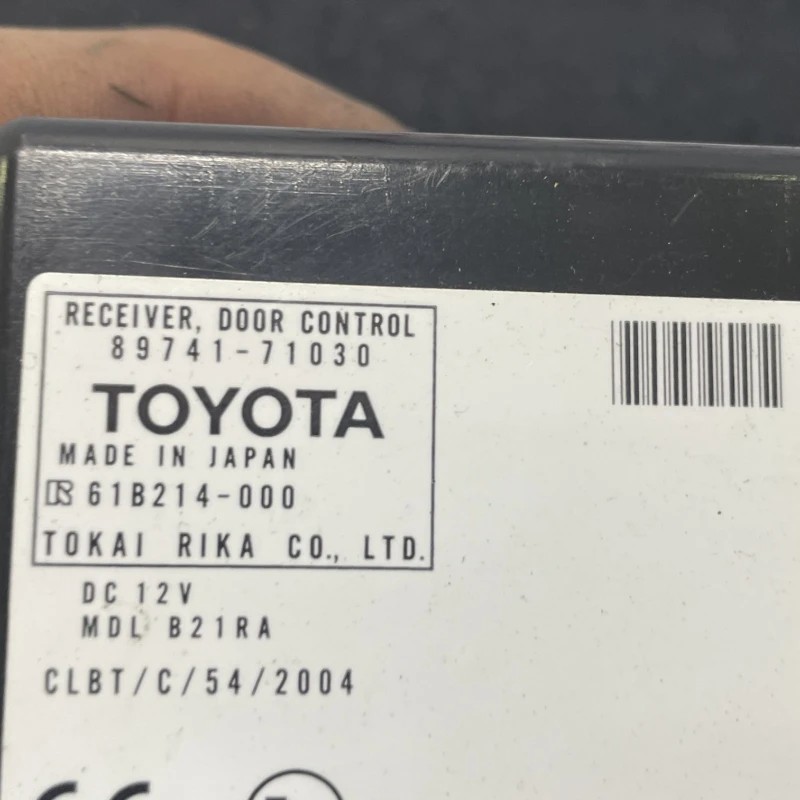 RECEIVER, DOOR CONTROL
89741-71030
TOYOTA
MADE IN JAPAN
61B214-000
TOKAI RIKA CO., LTD.
DC 12V
MDL B21RA
CLBT/C/54/2004